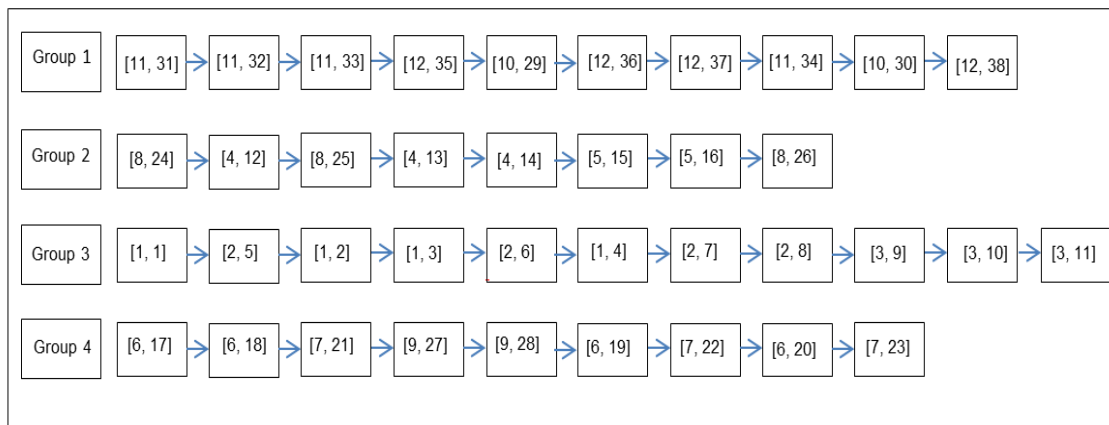 Group 1 [11, 31] [11, 32] [11, 33] [12, 35] [10, 29] [12, 36] [12, 37] [11, 34] [10, 30] [12, 38]
Group 2 [8, 24] [4, 12] [8, 25] [4, 13] [4, 14] [5, 15] [5, 16] [8, 26]
Group 3 [1, 1] [2, 5] [1, 2] [1, 3] [2, 6] [1, 4] [2, 7] [2, 8] [3, 9] [3, 10] [3, 11]
Group 4 [6, 17] [6, 18] [7, 21] [9, 27] [9, 28] [6, 19] [7, 22] [6, 20] [7, 23]